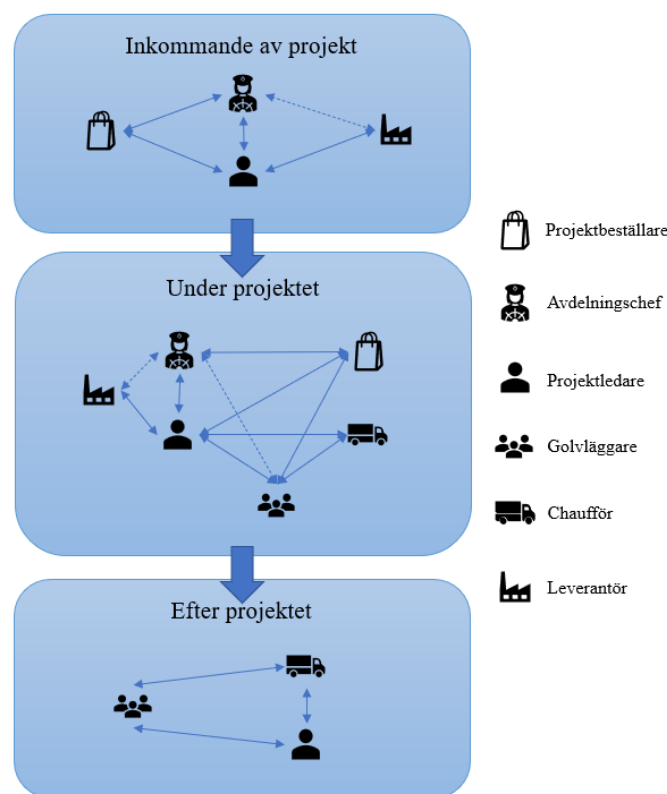 Inkommande av projekt
Under projektet
Efter projektet
Projektbeställare
Avdelningschef
Projektledare
Golvläggare
Chaufför
Leverantör